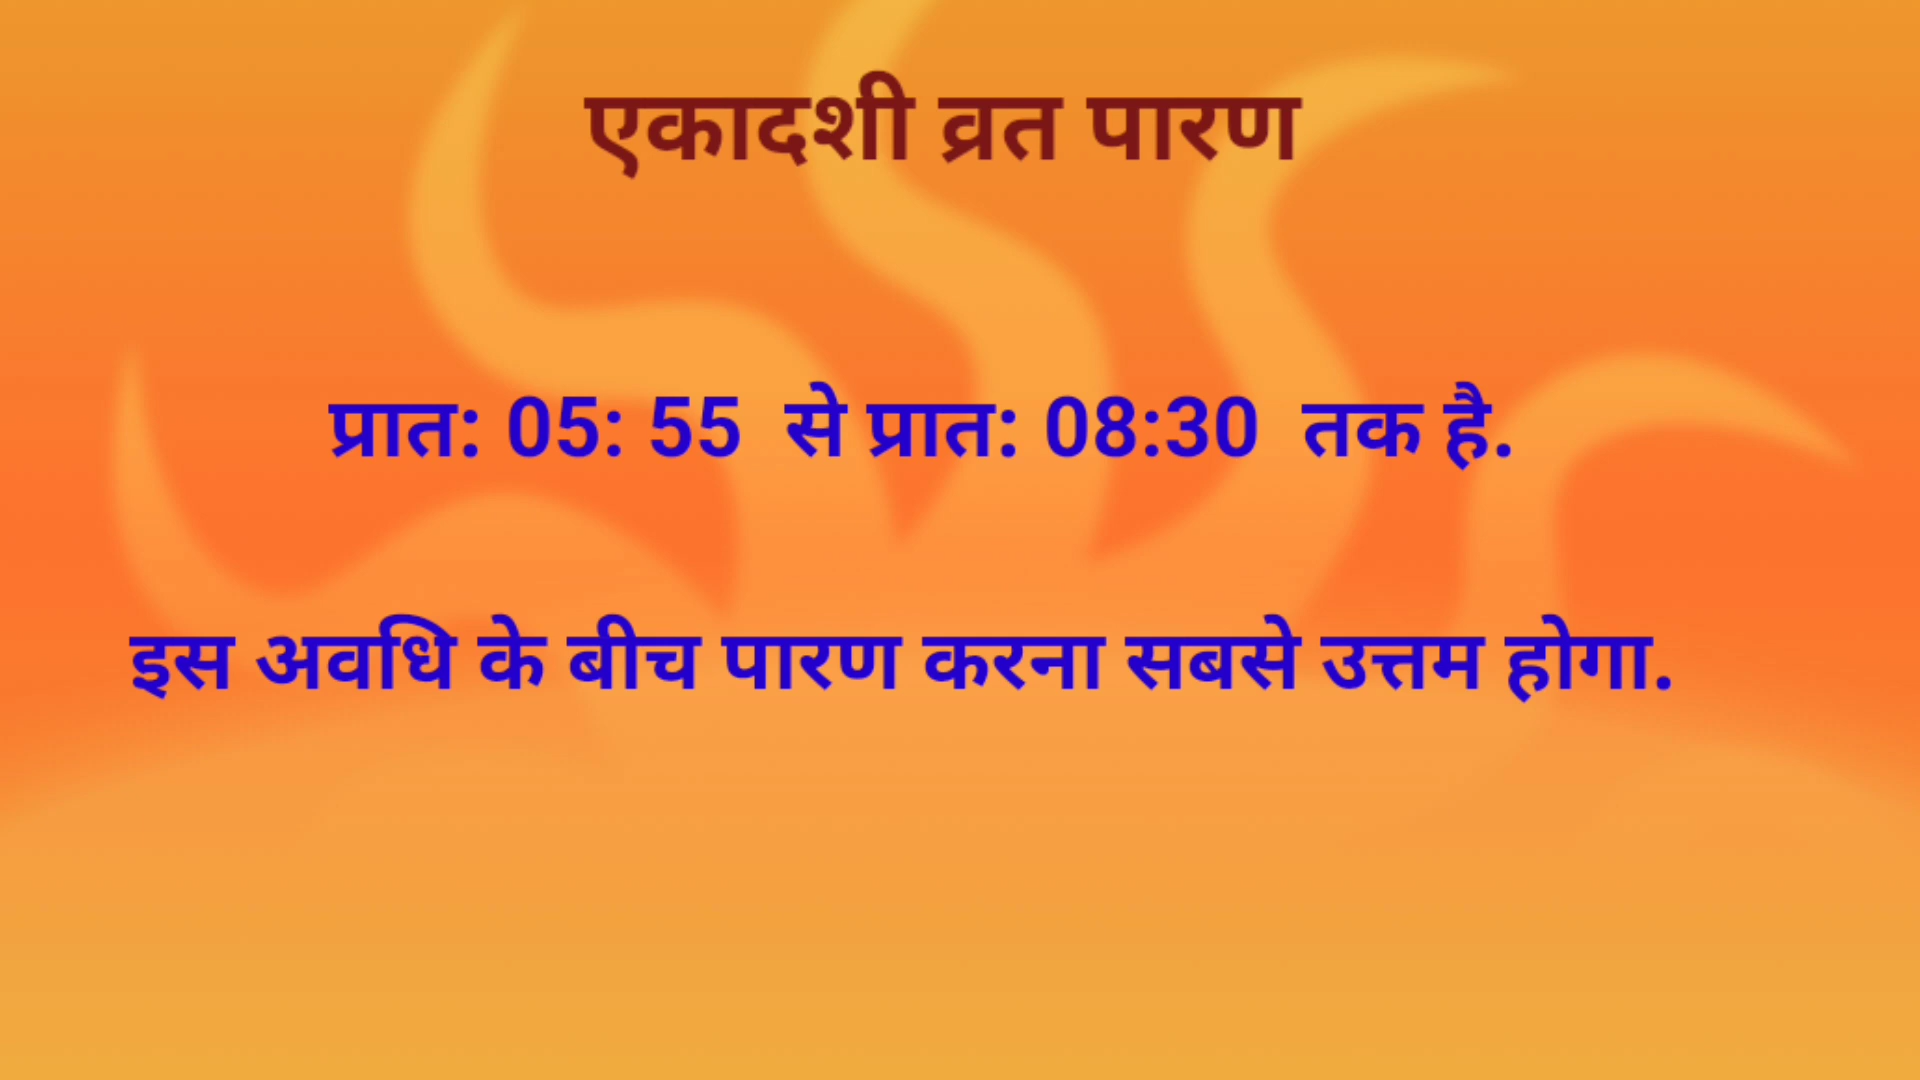 एकादशी व्रत पारण
प्रात: 05: 55 से प्रात: 08:30 तक है.
इस अवधि के बीच पारण करना सबसे उत्तम होगा.